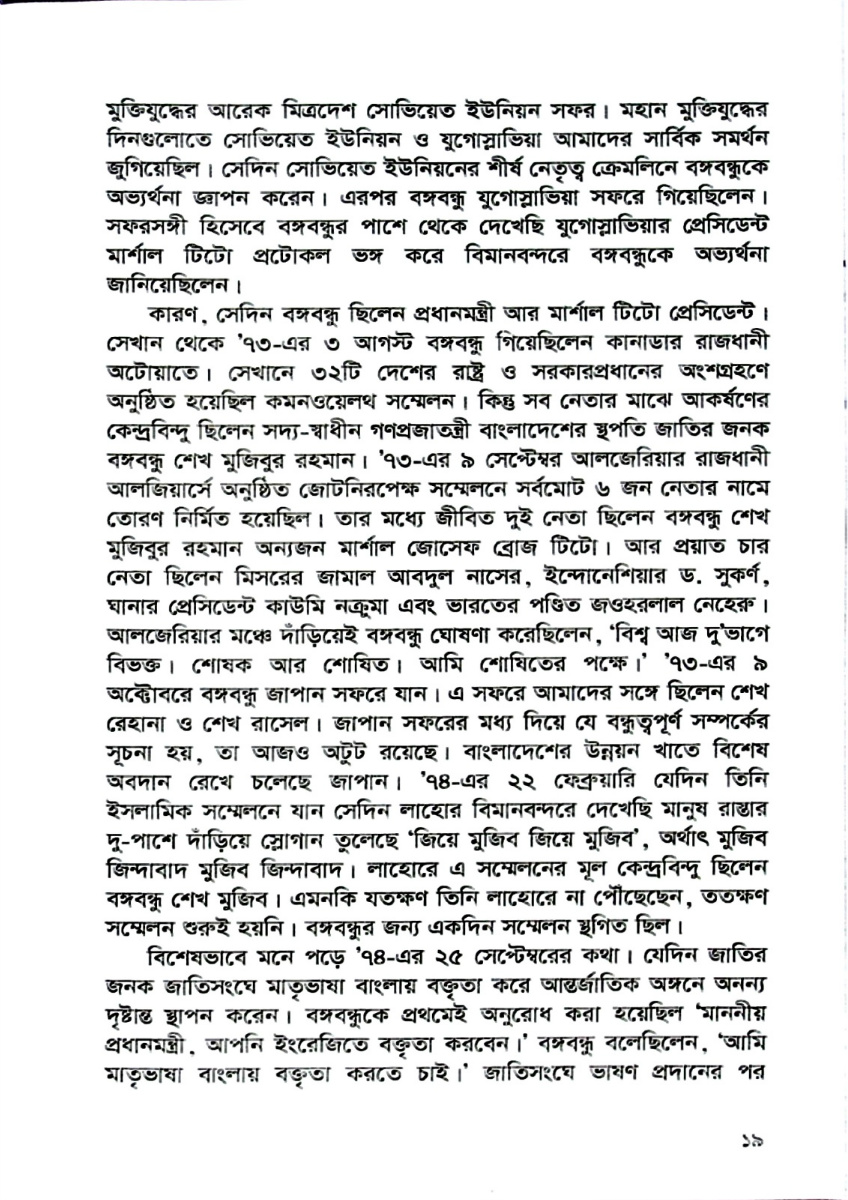 মুক্তিযুদ্ধের আরেক মিত্রদেশ সোভিয়েত ইউনিয়ন সফর। মহান মুক্তিযুদ্ধের
দিনগুলোতে সোভিয়েত ইউনিয়ন ও যুগোস্লাভিয়া আমাদের সার্বিক সমর্থন
জুগিয়েছিল। সেদিন সোভিয়েত ইউনিয়নের শীর্ষ নেতৃত্ব ক্রেমলিনে বঙ্গবন্ধুকে
অভ্যর্থনা জ্ঞাপন করেন। এরপর বঙ্গবন্ধু যুগোস্লাভিয়া সফরে গিয়েছিলেন।
সফরসঙ্গী হিসেবে বঙ্গবন্ধুর পাশে থেকে দেখেছি যুগোস্লাভিয়ার প্রেসিডেন্ট
মার্শাল টিটো প্রটোকল ভঙ্গ করে বিমানবন্দরে বঙ্গবন্ধুকে অভ্যর্থনা
জানিয়েছিলেন।
কারণ, সেদিন বঙ্গবন্ধু ছিলেন প্রধানমন্ত্রী আর মার্শাল টিটো প্রেসিডেন্ট।
সেখান থেকে ’৭৩-এর ৩ আগস্ট বঙ্গবন্ধু গিয়েছিলেন কানাডার রাজধানী
অটোয়াতে। সেখানে ৩২টি দেশের রাষ্ট্র ও সরকারপ্রধানের অংশগ্রহণে
অনুষ্ঠিত হয়েছিল কমনওয়েলথ সম্মেলন। কিন্তু সব নেতার মাঝে আকর্ষণের
কেন্দ্রবিন্দু ছিলেন সদ্য-স্বাধীন গণপ্রজাতন্ত্রী বাংলাদেশের স্থপতি জাতির জনক
বঙ্গবন্ধু শেখ মুজিবুর রহমান। ’৭৩-এর ৯ সেপ্টেম্বর আলজেরিয়ার রাজধানী
আলজিয়ার্সে অনুষ্ঠিত জোটনিরপেক্ষ সম্মেলনে সর্বমোট ৬ জন নেতার নামে
তোরণ নির্মিত হয়েছিল। তার মধ্যে জীবিত দুই নেতা ছিলেন বঙ্গবন্ধু শেখ
মুজিবুর রহমান অন্যজন মার্শাল জোসেফ ব্রোজ টিটো। আর প্রয়াত চার
নেতা ছিলেন মিসরের জামাল আবদুল নাসের, ইন্দোনেশিয়ার ড. সুকর্ণ,
ঘানার প্রেসিডেন্ট কাউমি নক্রুমা এবং ভারতের পণ্ডিত জওহরলাল নেহেরু।
আলজেরিয়ার মঞ্চে দাঁড়িয়েই বঙ্গবন্ধু ঘোষণা করেছিলেন, ‘বিশ্ব আজ দু'ভাগে
বিভক্ত। শোষক আর শোষিত। আমি শোষিতের পক্ষে।’ ’৭৩-এর ৯
অক্টোবরে বঙ্গবন্ধু জাপান সফরে যান। এ সফরে আমাদের সঙ্গে ছিলেন শেখ
রেহানা ও শেখ রাসেল। জাপান সফরের মধ্য দিয়ে যে বন্ধুত্বপূর্ণ সম্পর্কের
সূচনা হয়, তা আজও অটুট রয়েছে। বাংলাদেশের উন্নয়ন খাতে বিশেষ
অবদান রেখে চলেছে জাপান। ’৭৪-এর ২২ ফেব্রুয়ারি যেদিন তিনি
ইসলামিক সম্মেলনে যান সেদিন লাহোর বিমানবন্দরে দেখেছি মানুষ রাস্তার
দু-পাশে দাঁড়িয়ে স্লোগান তুলেছে ‘জিয়ে মুজিব জিয়ে মুজিব’, অর্থাৎ মুজিব
জিন্দাবাদ মুজিব জিন্দাবাদ। লাহোরে এ সম্মেলনের মূল কেন্দ্রবিন্দু ছিলেন
বঙ্গবন্ধু শেখ মুজিব। এমনকি যতক্ষণ তিনি লাহোরে না পৌঁছেছেন, ততক্ষণ
সম্মেলন শুরুই হয়নি। বঙ্গবন্ধুর জন্য একদিন সম্মেলন স্থগিত ছিল।
বিশেষভাবে মনে পড়ে ’৭৪-এর ২৫ সেপ্টেম্বরের কথা। যেদিন জাতির
জনক জাতিসংঘে মাতৃভাষা বাংলায় বক্তৃতা করে আন্তর্জাতিক অঙ্গনে অনন্য
দৃষ্টান্ত স্থাপন করেন। বঙ্গবন্ধুকে প্রথমেই অনুরোধ করা হয়েছিল ‘মাননীয়
প্রধানমন্ত্রী, আপনি ইংরেজিতে বক্তৃতা করবেন।’ বঙ্গবন্ধু বলেছিলেন, ‘আমি
মাতৃভাষা বাংলায় বক্তৃতা করতে চাই।’ জাতিসংঘে ভাষণ প্রদানের পর
১৯